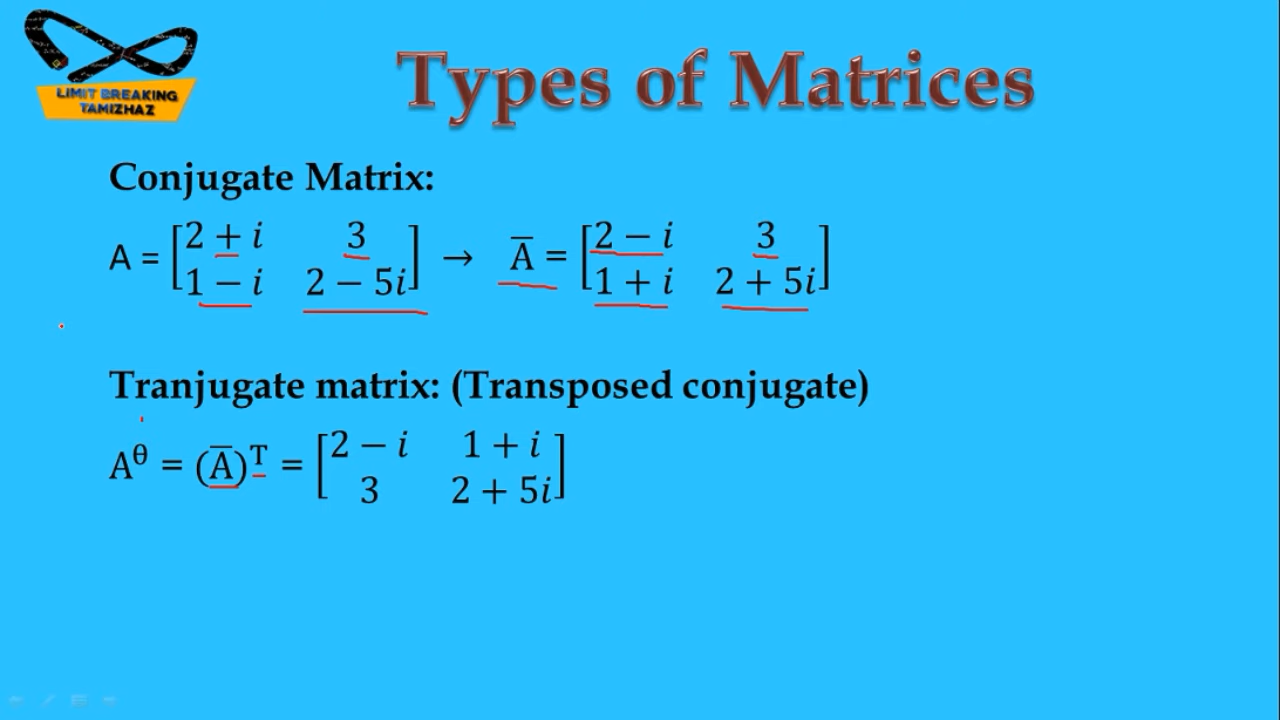 LIMIT BREAKING
TAMIZHAZ
Types of Matrices
Conjugate Matrix:
A = [2 + i 3
1 − i 2 − 5i] → A̅ = [2 − i 3
1 + i 2 + 5i]
Tranjugate matrix: (Transposed conjugate)
A^θ = (A̅)^T = [2 − i 1 + i
3 2 + 5i]